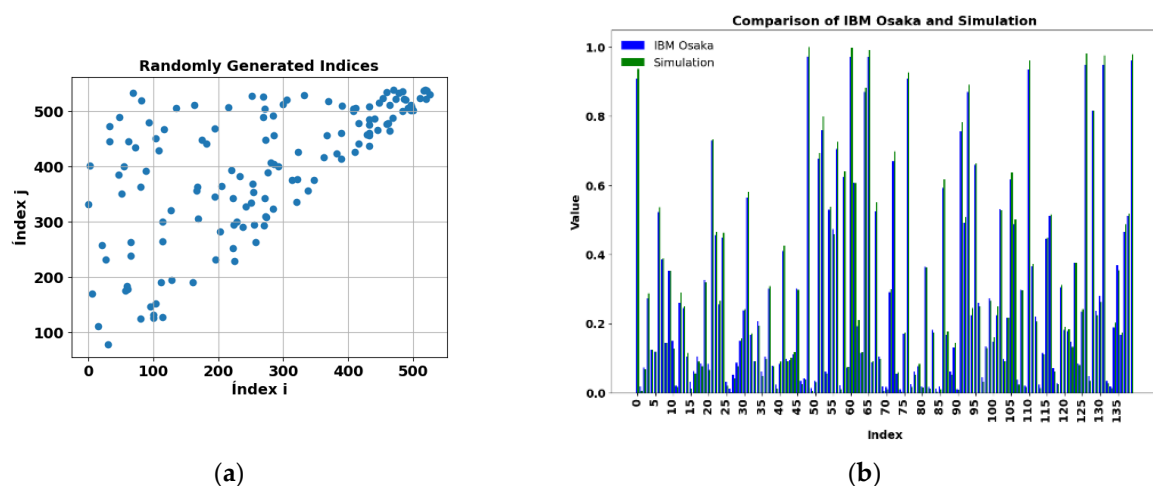 Randomly Generated Indices
Índex j
500
400
300
200
100
0 100 200 300 400 500
Índex i
(a)
Comparison of IBM Osaka and Simulation
IBM Osaka
Simulation
Value
1.0
0.8
0.6
0.4
0.2
0.0
0 5 10 15 20 25 30 35 40 45 50 55 60 65 70 75 80 85 90 95 100 105 110 115 120 125 130 135
Index
(b)